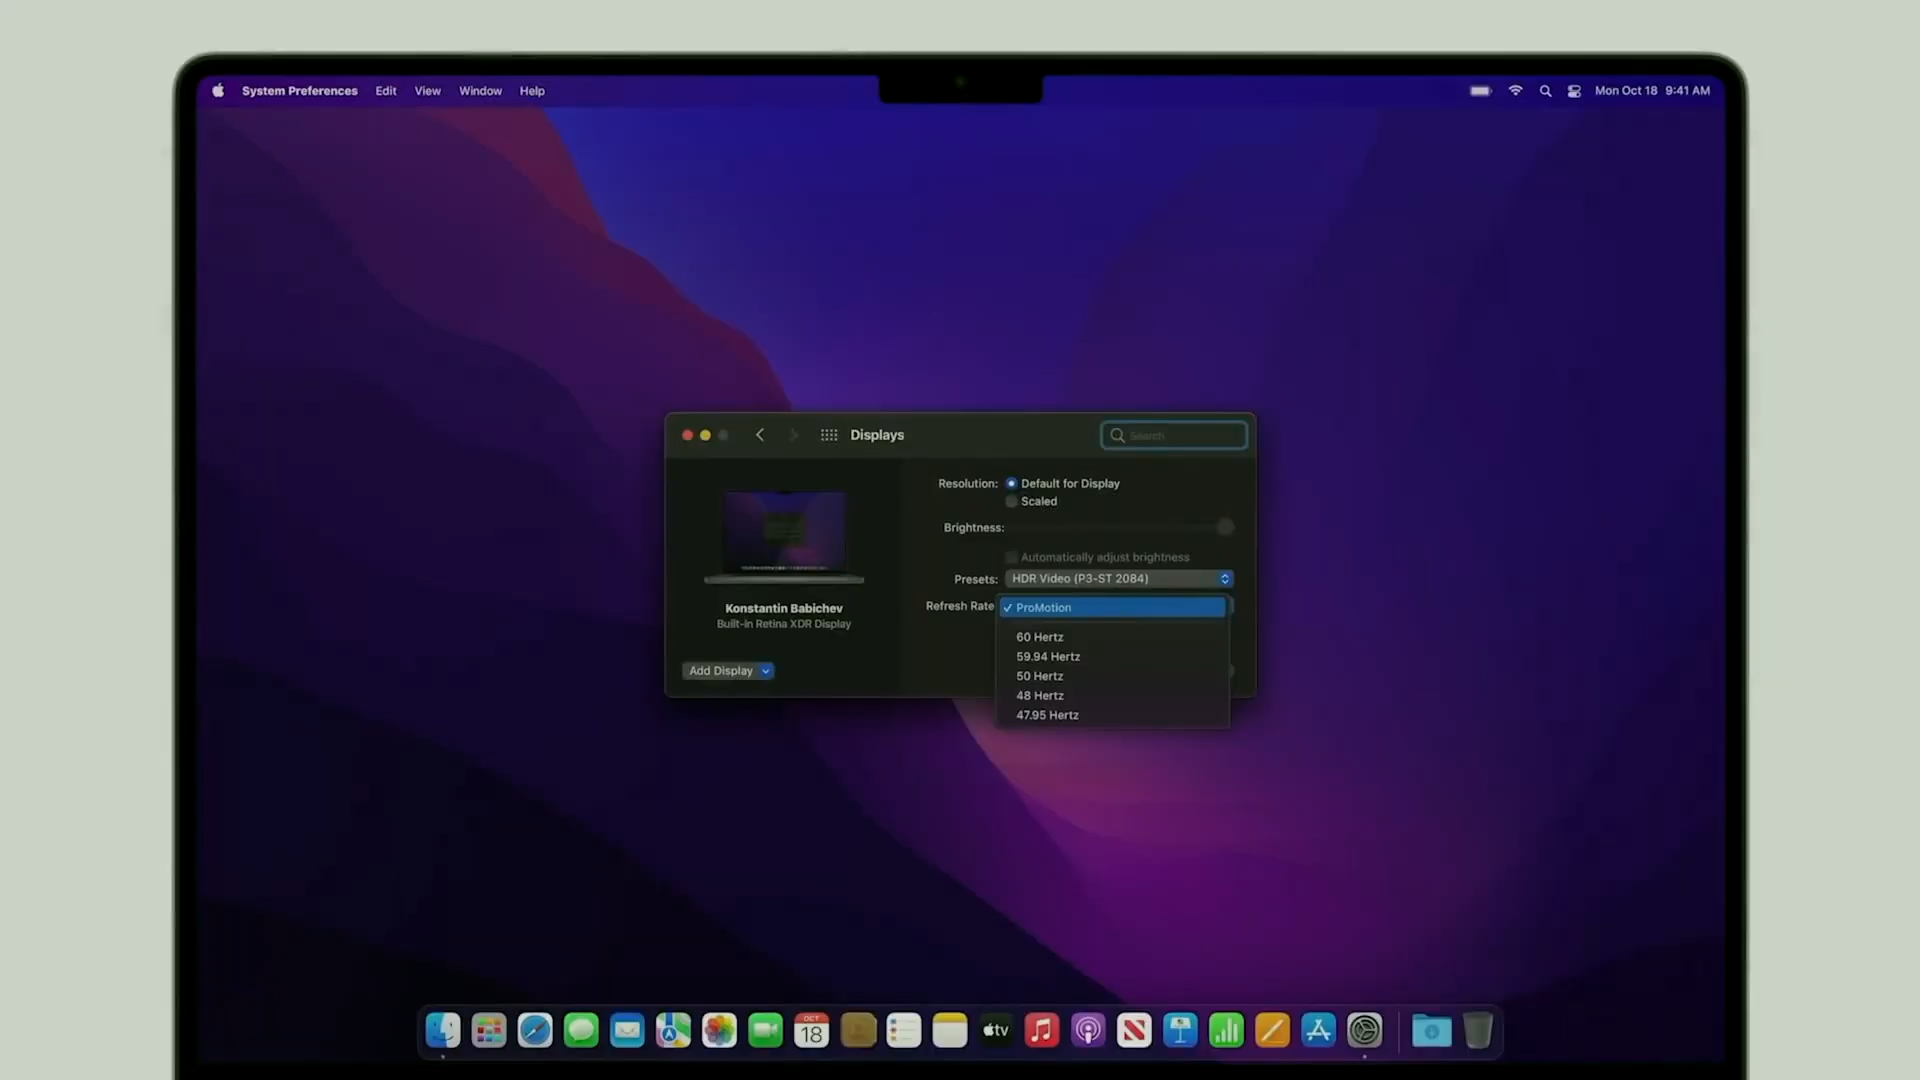 System Preferences Edit View Window Help
Mon Oct 18 9:41 AM
Displays
Search
Resolution: Default for Display
Scaled
Brightness:
Automatically adjust brightness
Presets: HDR Video (P3-ST 2084)
Refresh Rate ✓ ProMotion
60 Hertz
59.94 Hertz
50 Hertz
48 Hertz
47.95 Hertz
Konstantin Babichev
Built-in Retina XDR Display
Add Display
OCT
18
tv